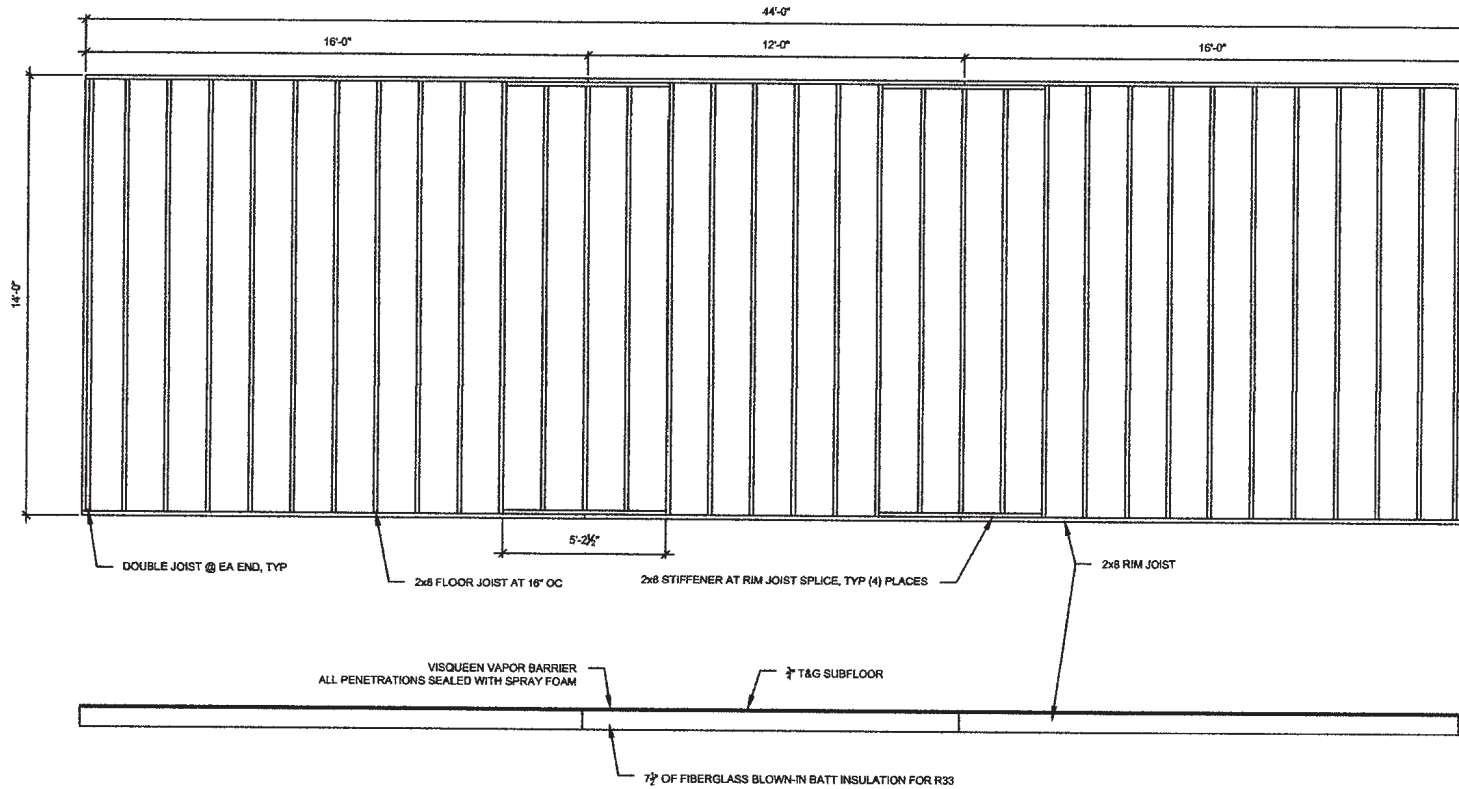 44'-0"
16'-0"
12'-0"
16'-0"
14'-0"
5'-2½"
DOUBLE JOIST @ EA END, TYP
2x8 FLOOR JOIST AT 16" OC
2x8 STIFFENER AT RIM JOIST SPLICE, TYP (4) PLACES
2x8 RIM JOIST
VISQUEEN VAPOR BARRIER
ALL PENETRATIONS SEALED WITH SPRAY FOAM
¾" T&G SUBFLOOR
7½" OF FIBERGLASS BLOWN-IN BATT INSULATION FOR R33